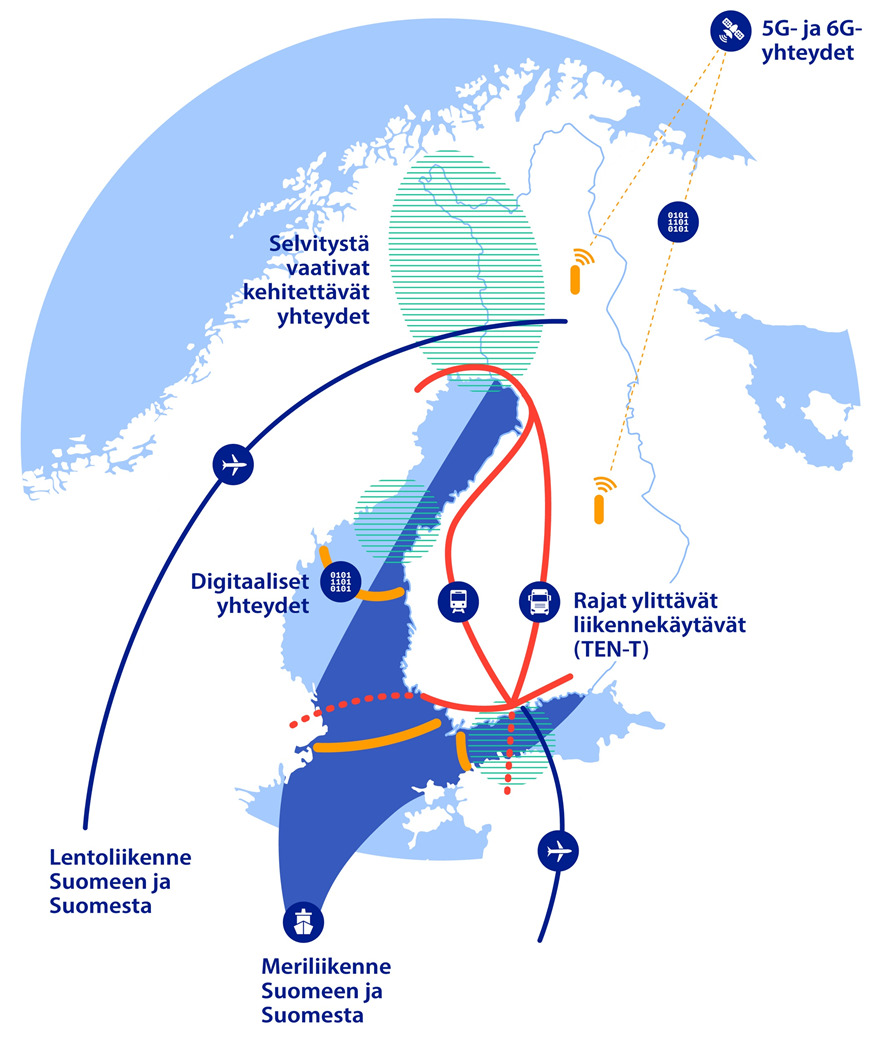 5G- ja 6G-
yhteydet
0101
1101
0101
Selvitystä
vaativat
kehitettävät
yhteydet
Digitaaliset
yhteydet
0101
1101
0101
Rajat ylittävät
liikennekäytävät
(TEN-T)
Lentoliikenne
Suomeen ja
Suomesta
Meriliikenne
Suomeen ja
Suomesta